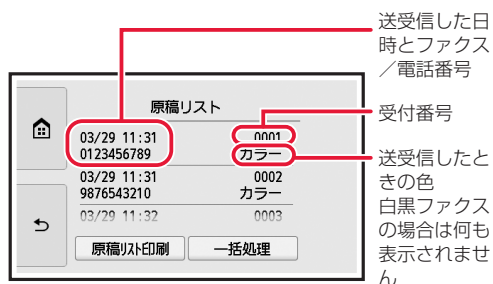 送受信した日
時とファクス
／電話番号
受付番号
送受信したと
きの色
白黒ファクス
の場合は何も
表示されませ
ん
原稿リスト
03/29 11:31 0001
0123456789 カラー
03/29 11:31 0002
9876543210 カラー
03/29 11:32 0003
原稿リスト印刷 一括処理